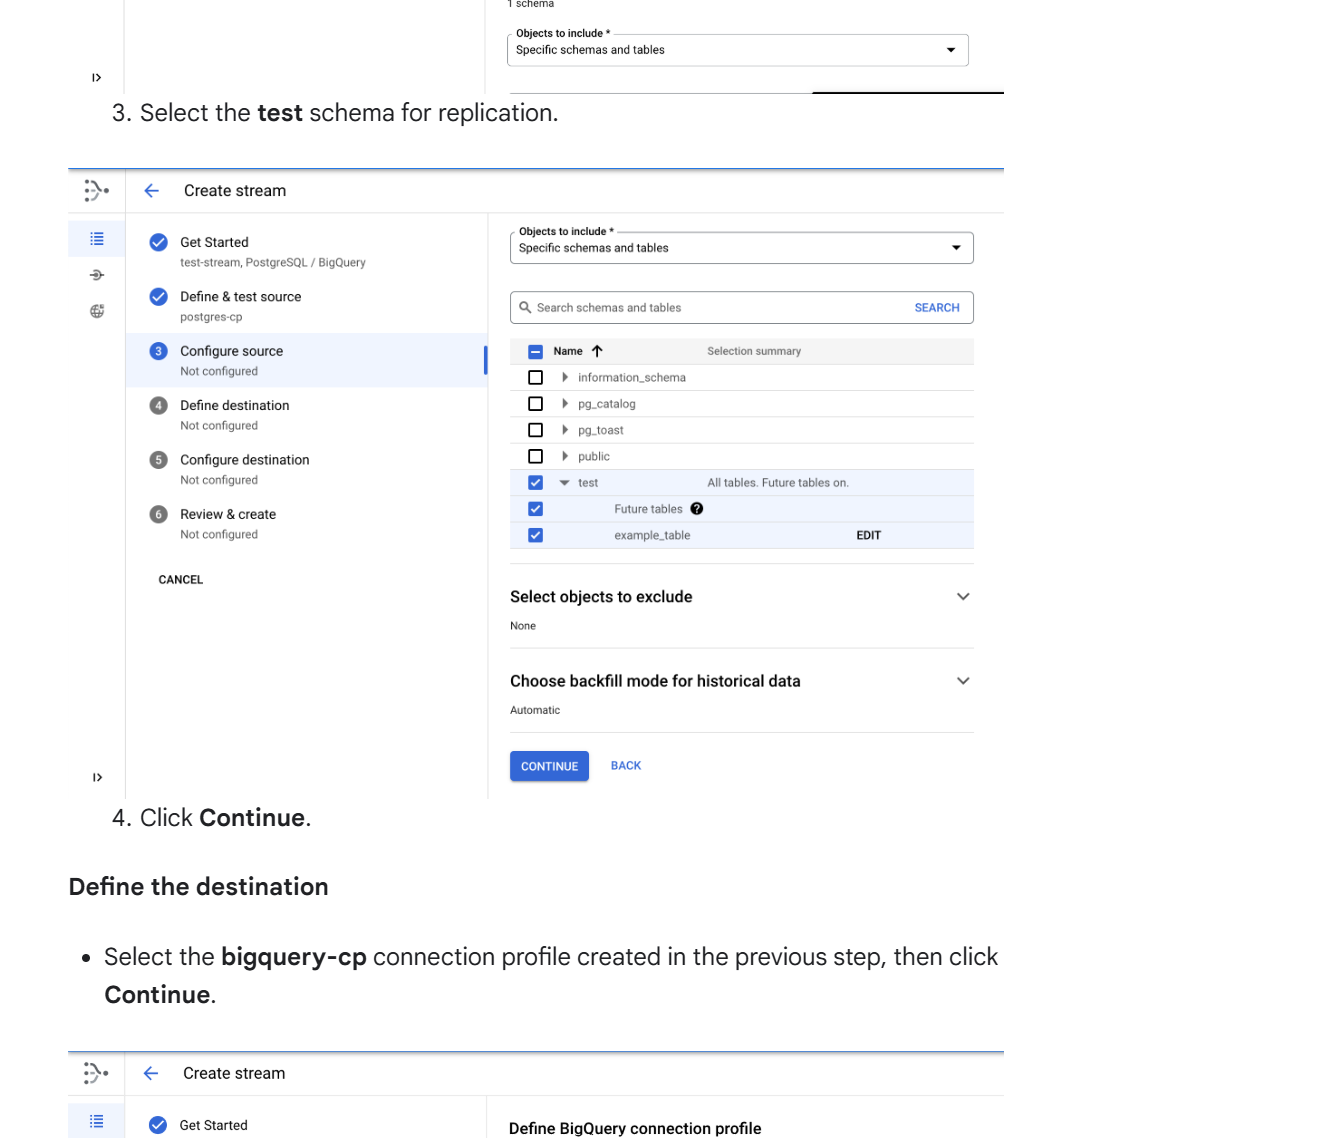 1 schema
Objects to include *
Specific schemas and tables
3. Select the test schema for replication.
Create stream
Get Started
test-stream, PostgreSQL / BigQuery
Define & test source
postgres-cp
3 Configure source
Not configured
4 Define destination
Not configured
5 Configure destination
Not configured
6 Review & create
Not configured
CANCEL
Objects to include *
Specific schemas and tables
Search schemas and tables SEARCH
Name Selection summary
information_schema
pg_catalog
pg_toast
public
test All tables. Future tables on.
Future tables ?
example_table EDIT
Select objects to exclude
None
Choose backfill mode for historical data
Automatic
CONTINUE BACK
4. Click Continue.
Define the destination
• Select the bigquery-cp connection profile created in the previous step, then click
Continue.
Create stream
Get Started
Define BigQuery connection profile